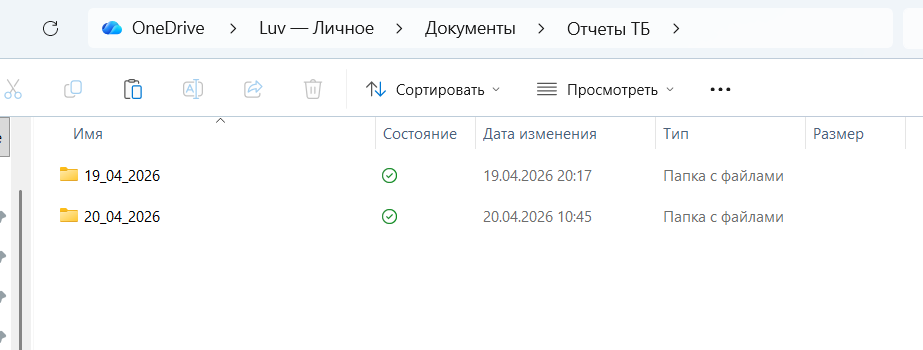 OneDrive > Luv — Личное > Документы > Отчеты ТБ >
Сортировать Просмотреть
Имя Состояние Дата изменения Тип Размер
19_04_2026 19.04.2026 20:17 Папка с файлами
20_04_2026 20.04.2026 10:45 Папка с файлами